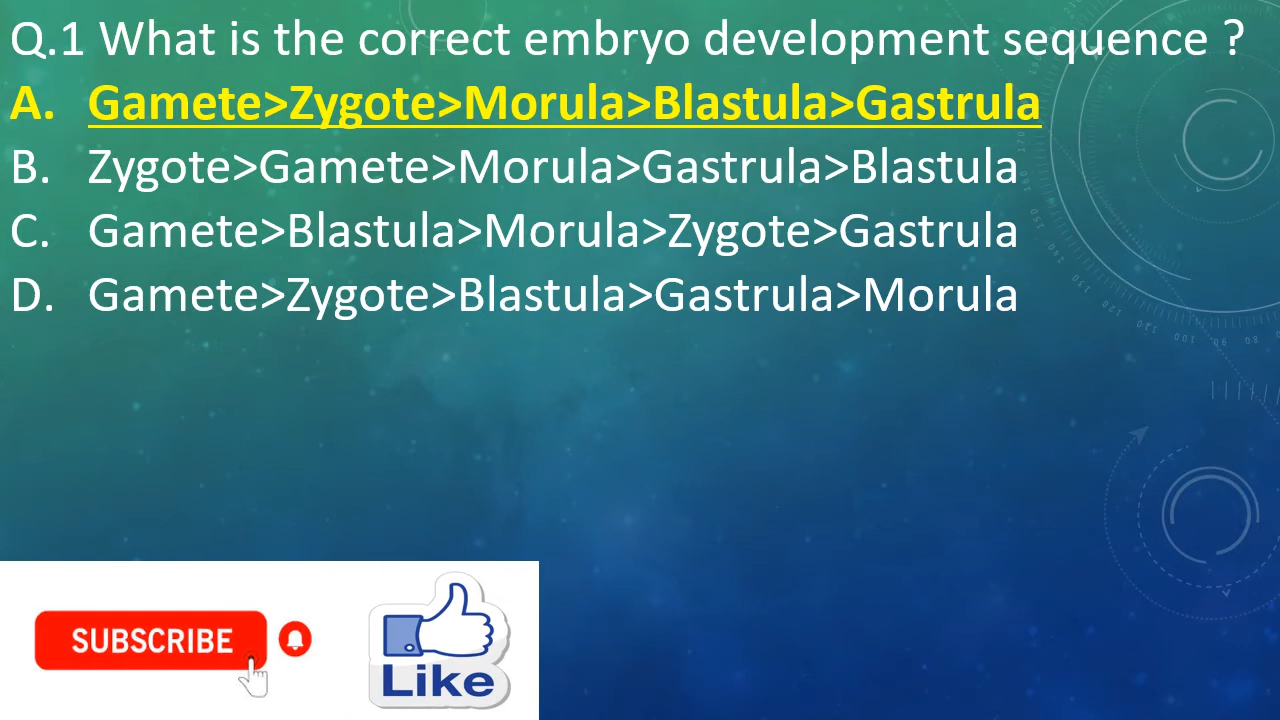 Q.1 What is the correct embryo development sequence ?
A. Gamete>Zygote>Morula>Blastula>Gastrula
B. Zygote>Gamete>Morula>Gastrula>Blastula
C. Gamete>Blastula>Morula>Zygote>Gastrula
D. Gamete>Zygote>Blastula>Gastrula>Morula
SUBSCRIBE
Like